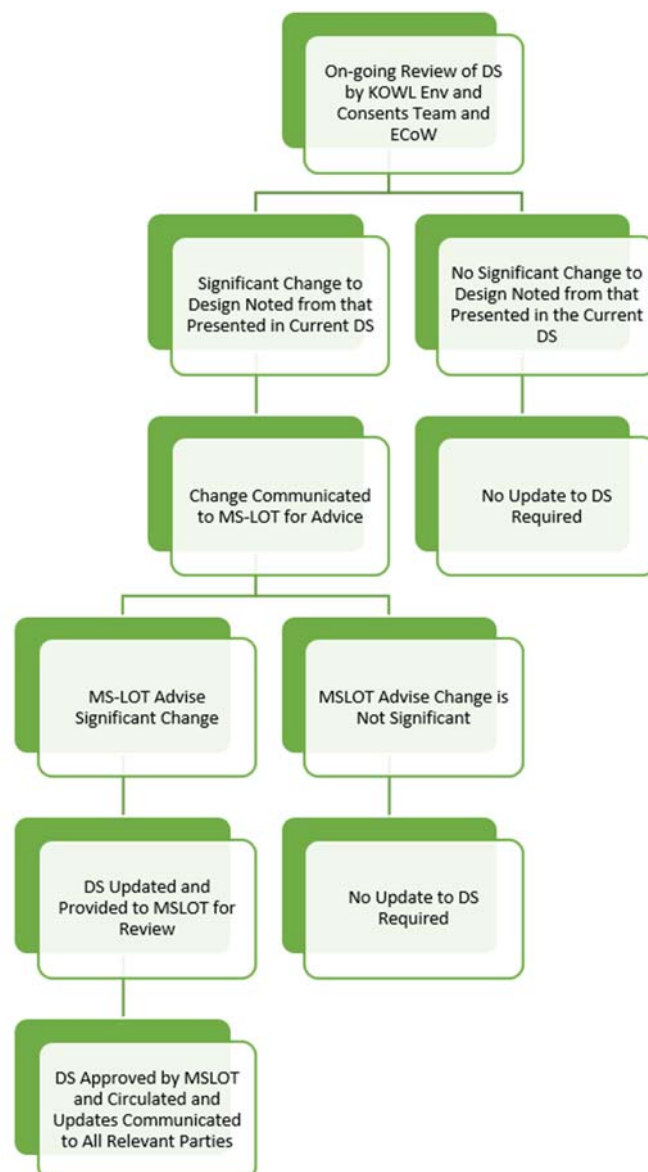 On-going Review of DS
by KOWL Env and
Consents Team and
ECoW
Significant Change to
Design Noted from that
Presented in Current DS
No Significant Change to
Design Noted from that
Presented in the Current
DS
Change Communicated
to MS-LOT for Advice
No Update to DS
Required
MS-LOT Advise
Significant Change
MSLOT Advise Change is
Not Significant
DS Updated and
Provided to MSLOT for
Review
No Update to DS
Required
DS Approved by MSLOT
and Circulated and
Updates Communicated
to All Relevant Parties